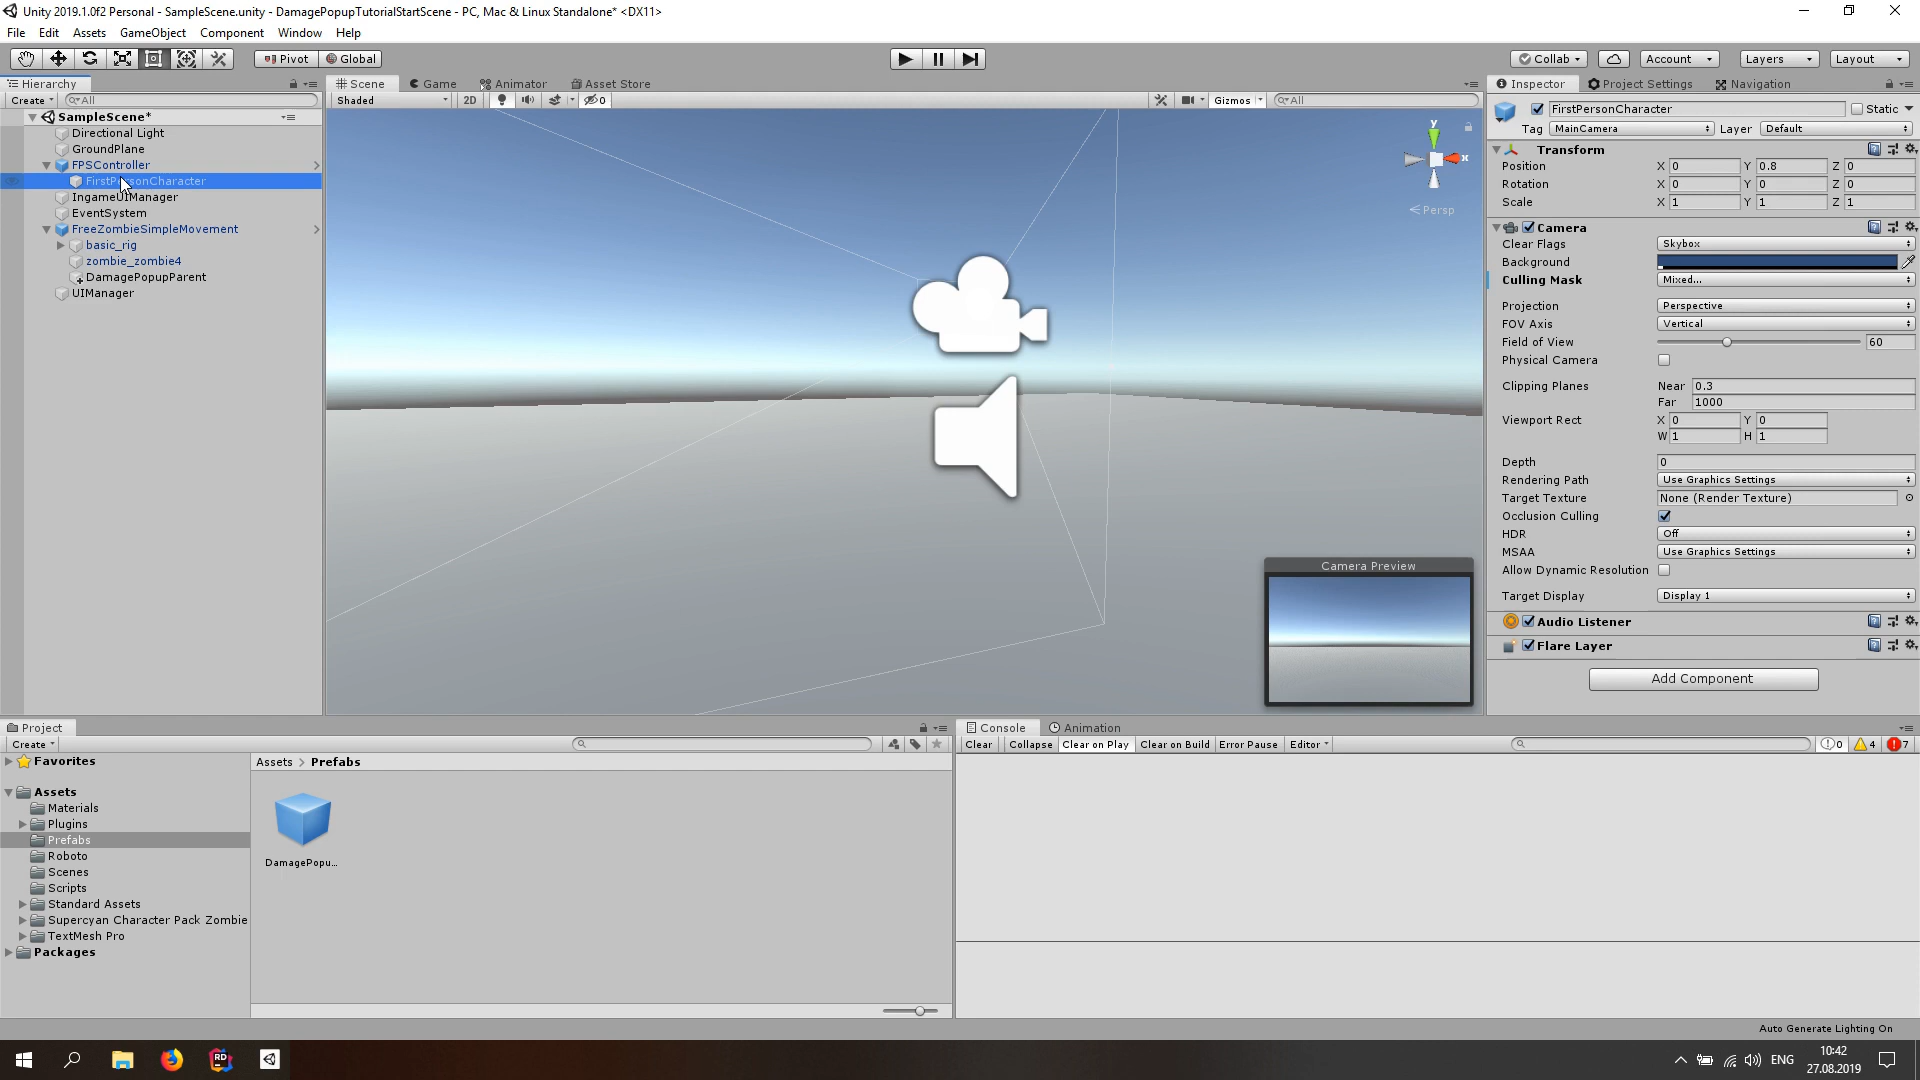 Unity 2019.1.0f2 Personal - SampleScene.unity - DamagePopupTutorialStartScene - PC, Mac & Linux Standalone* <DX11>
File Edit Assets GameObject Component Window Help
Pivot Global Collab Account Layers Layout
Hierarchy
Create All
SampleScene*
Directional Light
GroundPlane
FPSController
FirstPersonCharacter
IngameUIManager
EventSystem
FreeZombieSimpleMovement
basic_rig
zombie_zombie4
DamagePopupParent
UIManager
Scene Game Animator Asset Store
Shaded 2D 0 Gizmos All
y
x
Persp
Camera Preview
Inspector Project Settings Navigation
FirstPersonCharacter Static
Tag MainCamera Layer Default
Transform
Position X 0 Y 0.8 Z 0
Rotation X 0 Y 0 Z 0
Scale X 1 Y 1 Z 1
Camera
Clear Flags Skybox
Background
Culling Mask Mixed...
Projection Perspective
FOV Axis Vertical
Field of View 60
Physical Camera
Clipping Planes Near 0.3
Far 1000
Viewport Rect X 0 Y 0
W 1 H 1
Depth 0
Rendering Path Use Graphics Settings
Target Texture None (Render Texture)
Occlusion Culling
HDR Off
MSAA Use Graphics Settings
Allow Dynamic Resolution
Target Display Display 1
Audio Listener
Flare Layer
Add Component
Project
Create
Favorites
Assets
Materials
Plugins
Prefabs
Roboto
Scenes
Scripts
Standard Assets
Supercyan Character Pack Zombie
TextMesh Pro
Packages
Assets > Prefabs
DamagePopu...
Console Animation
Clear Collapse Clear on Play Clear on Build Error Pause Editor 0 4 7
Auto Generate Lighting On
RD
ENG
10:42
27.08.2019